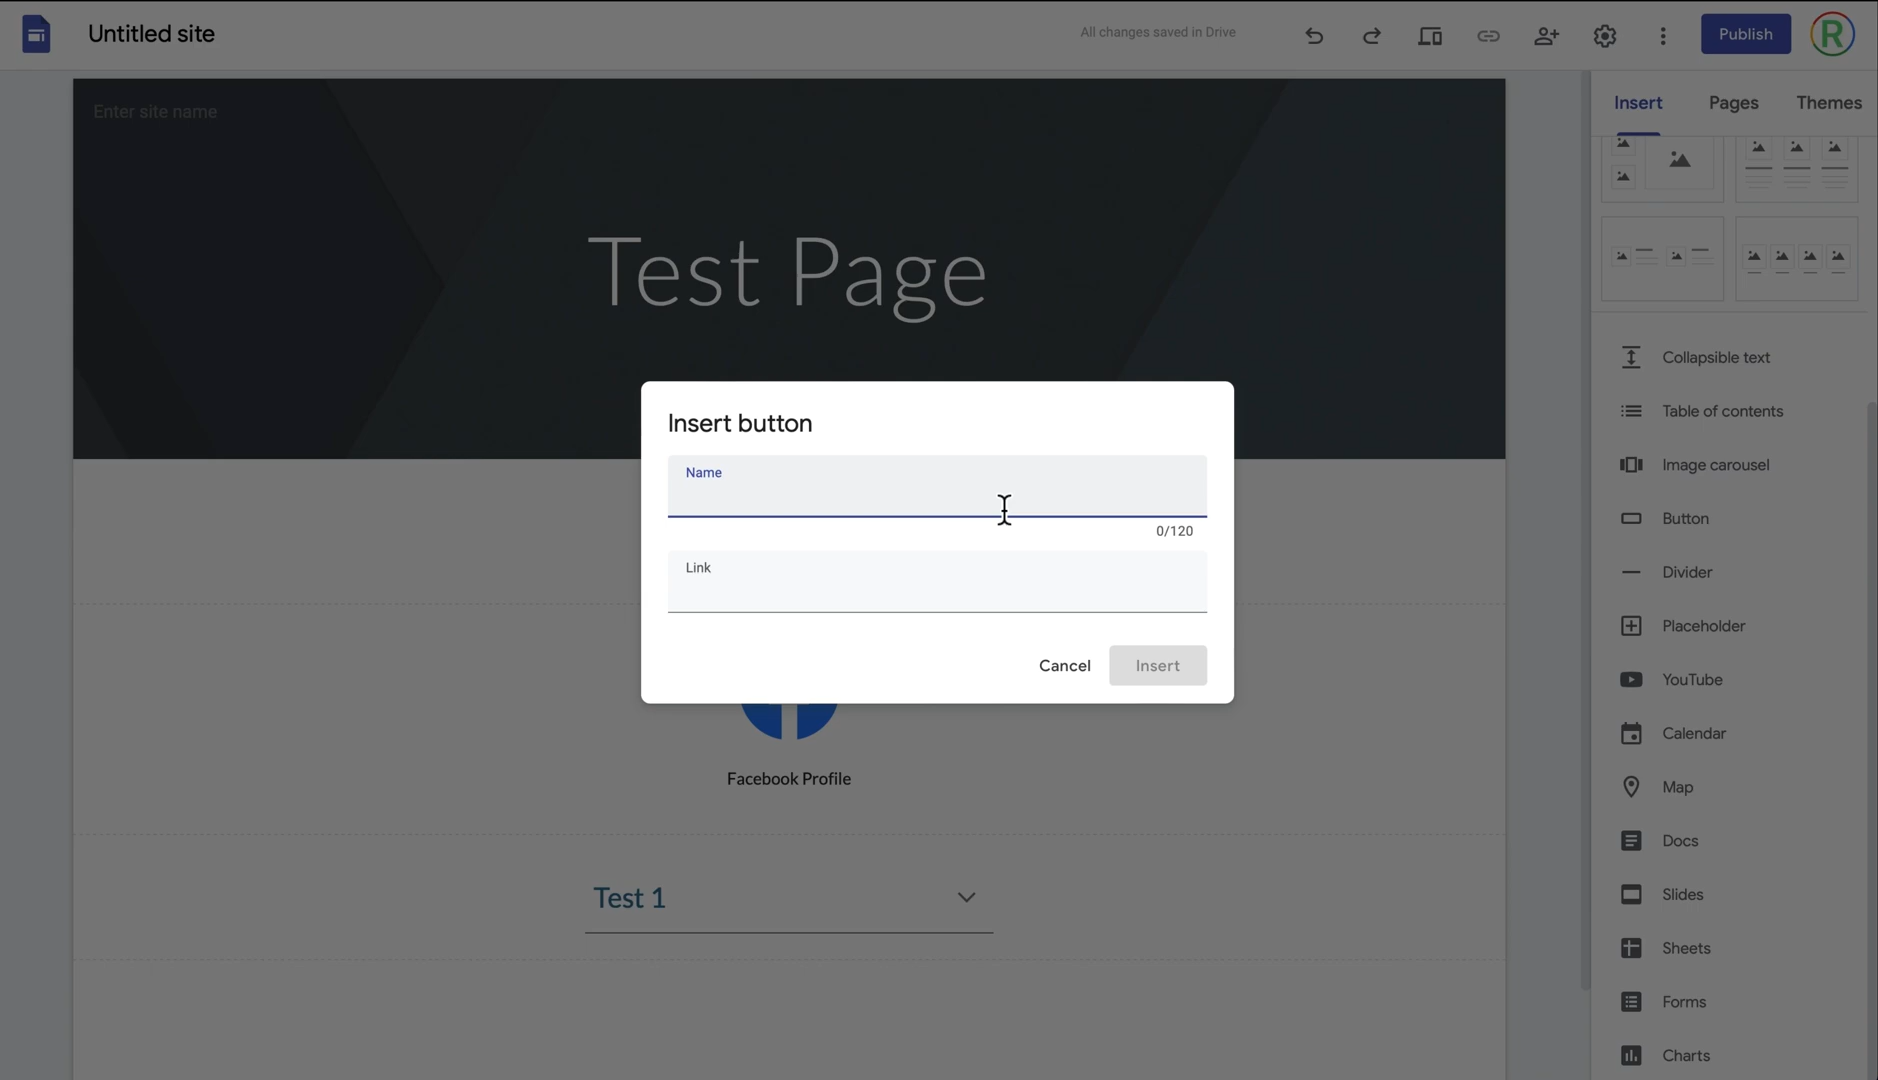 Untitled site
All changes saved in Drive
Publish
R
Enter site name
Test Page
Insert Pages Themes
Insert button
Name
0/120
Link
Cancel Insert
Facebook Profile
Test 1
Collapsible text
Table of contents
Image carousel
Button
Divider
Placeholder
YouTube
Calendar
Map
Docs
Slides
Sheets
Forms
Charts